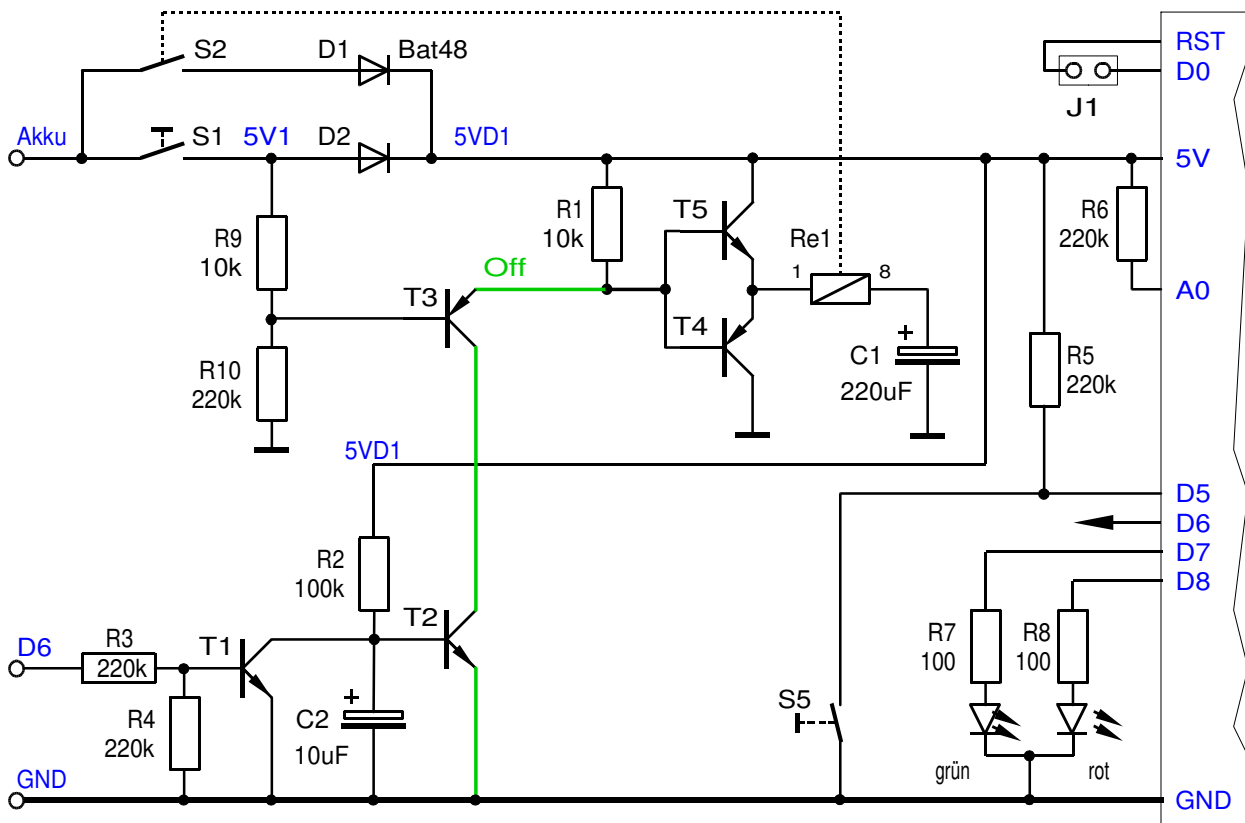 RST
S2 D1 Bat48
D0
J1
Akku S1 5V1 D2 5VD1 5V
R1
10k
T5
R6
220k
R9
10k
Re1
Off
1 8
A0
T3
T4
+
R10
220k
C1
220uF
R5
220k
5VD1
D5
D6
R2
100k
D7
D8
D6 R3
220k
T1
T2
R7
100
R8
100
R4
220k
+
C2
10uF
S5
GND
grün rot
GND